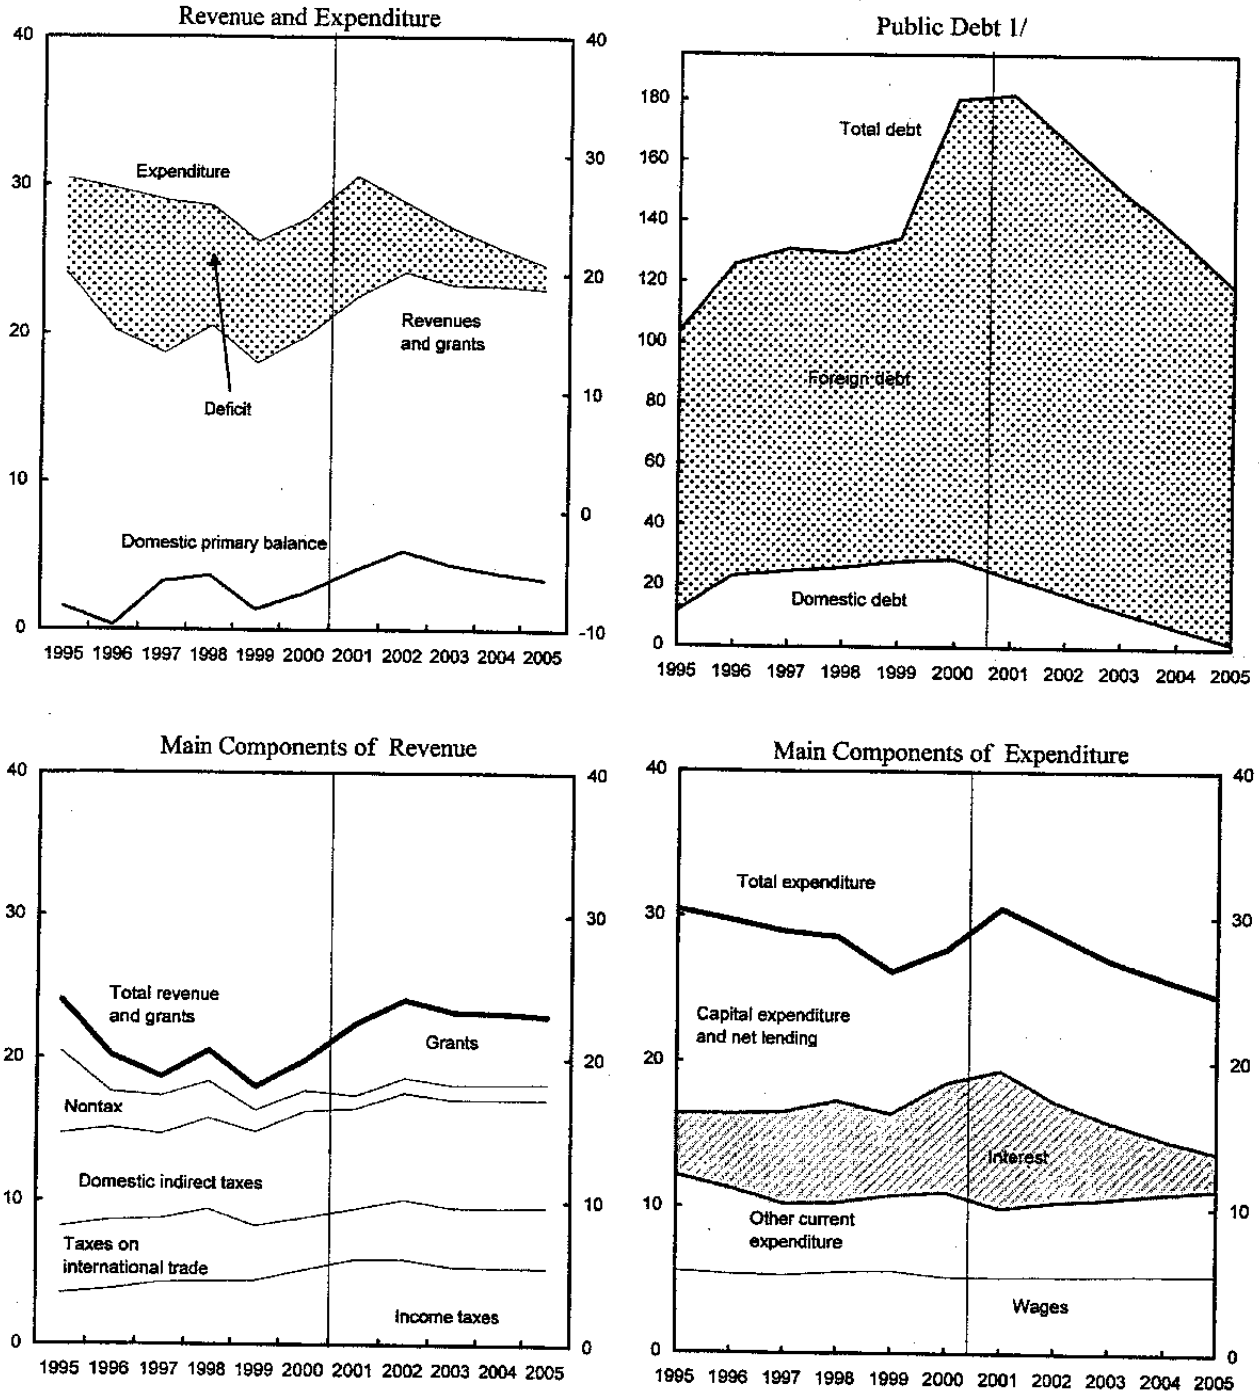 Revenue and Expenditure
40
30
20
10
0
40
30
20
10
0
-10
Expenditure
Revenues
and grants
Deficit
Domestic primary balance
1995 1996 1997 1998 1999 2000 2001 2002 2003 2004 2005
Public Debt 1/
180
160
140
120
100
80
60
40
20
0
Total debt
Foreign debt
Domestic debt
1995 1996 1997 1998 1999 2000 2001 2002 2003 2004 2005
Main Components of Revenue
40
30
20
10
0
40
30
20
10
0
Total revenue
and grants
Grants
Nontax
Domestic indirect taxes
Taxes on
international trade
Income taxes
1995 1996 1997 1998 1999 2000 2001 2002 2003 2004 2005
Main Components of Expenditure
40
30
20
10
0
40
30
20
10
0
Total expenditure
Capital expenditure
and net lending
Interest
Other current
expenditure
Wages
1995 1996 1997 1998 1999 2000 2001 2002 2003 2004 2005